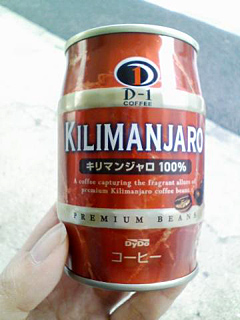 D-1
COFFEE
KILIMANJARO
キリマンジャロ 100%
A coffee capturing the fragrant allure of
premium Kilimanjaro coffee beans.
PREMIUM BEANS
DyDo
コーヒー